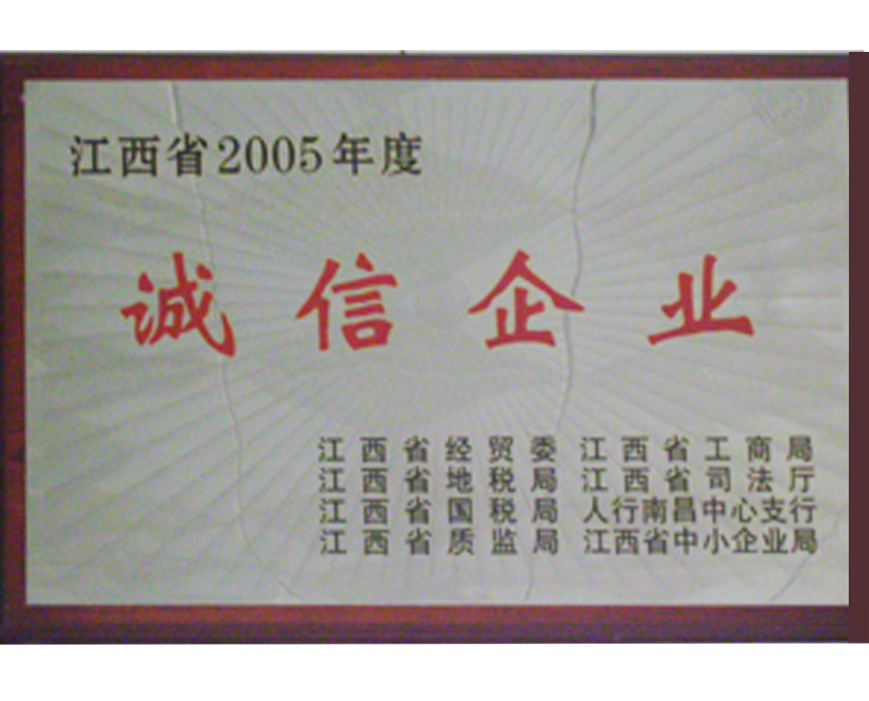 江西省2005年度
诚信企业
江西省经贸委 江西省工商局
江西省地税局 江西省司法厅
江西省国税局 人行南昌中心支行
江西省质监局 江西省中小企业局